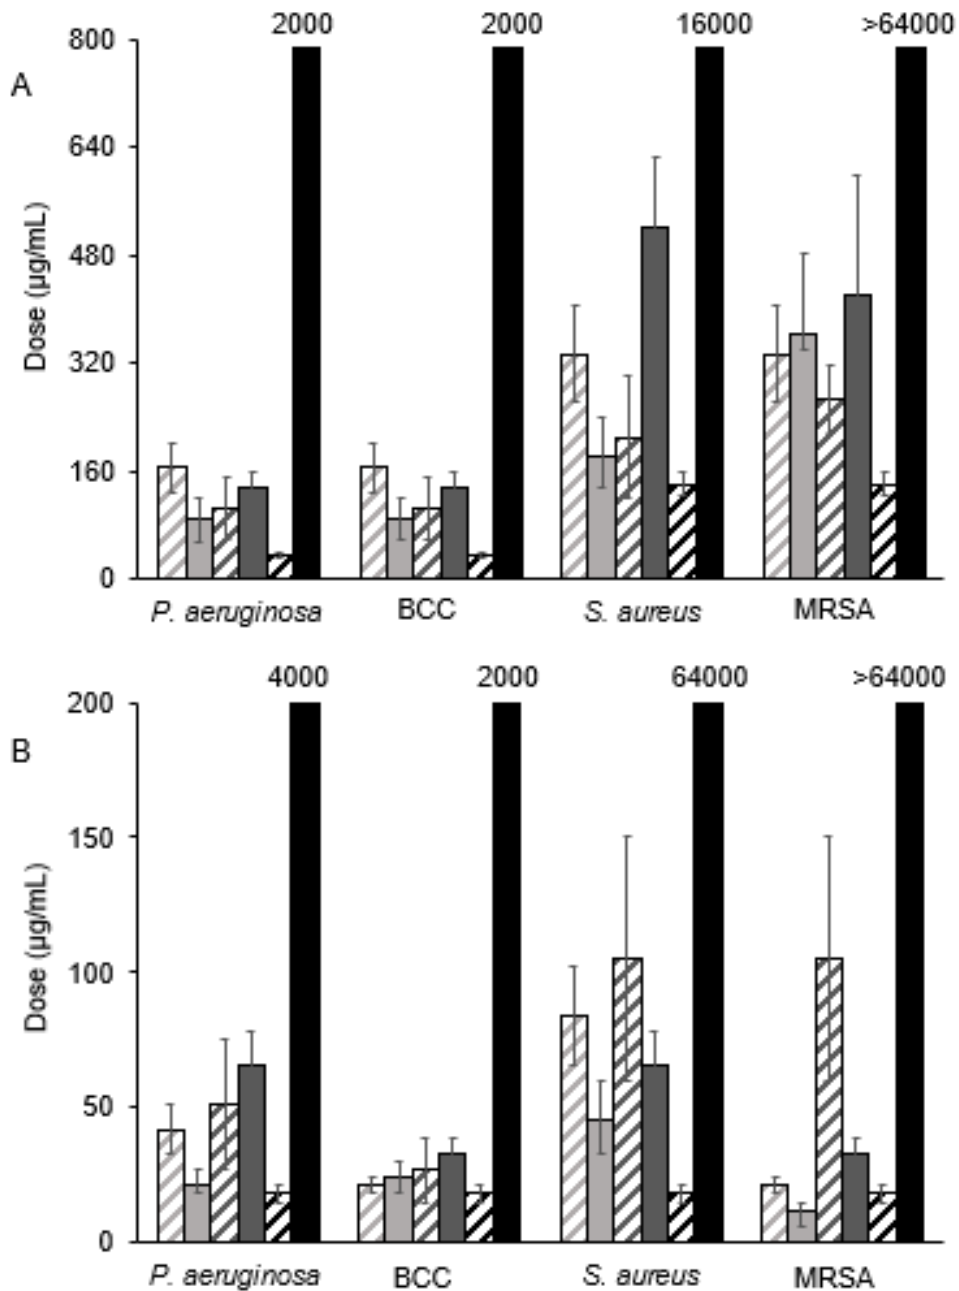 2000 2000 16000 >64000
800
A
640
480
320
160
0
Dose (µg/mL)
P. aeruginosa BCC S. aureus MRSA
4000 2000 64000 >64000
200
B
150
100
50
0
Dose (µg/mL)
P. aeruginosa BCC S. aureus MRSA